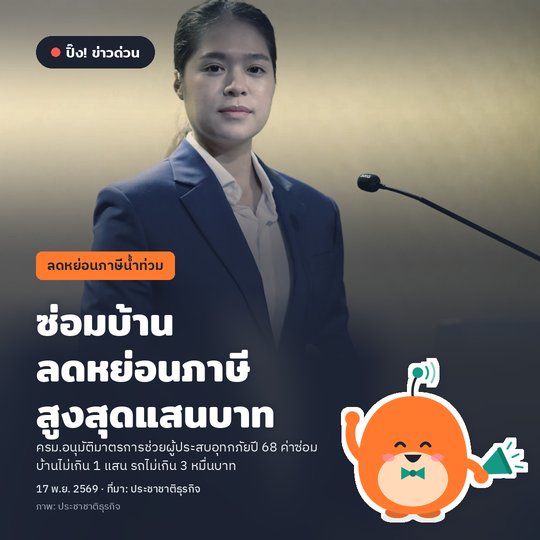 ปิ๊ง! ข่าวด่วน
ลดหย่อนภาษีน้ำท่วม
ซ่อมบ้าน
ลดหย่อนภาษี
สูงสุดแสนบาท
ครม.อนุมัติมาตรการช่วยผู้ประสบอุทกภัยปี 68 ค่าซ่อม
บ้านไม่เกิน 1 แสน รถไม่เกิน 3 หมื่นบาท
17 พ.ย. 2569 · ที่มา: ประชาชาติธุรกิจ
ภาพ: ประชาชาติธุรกิจ